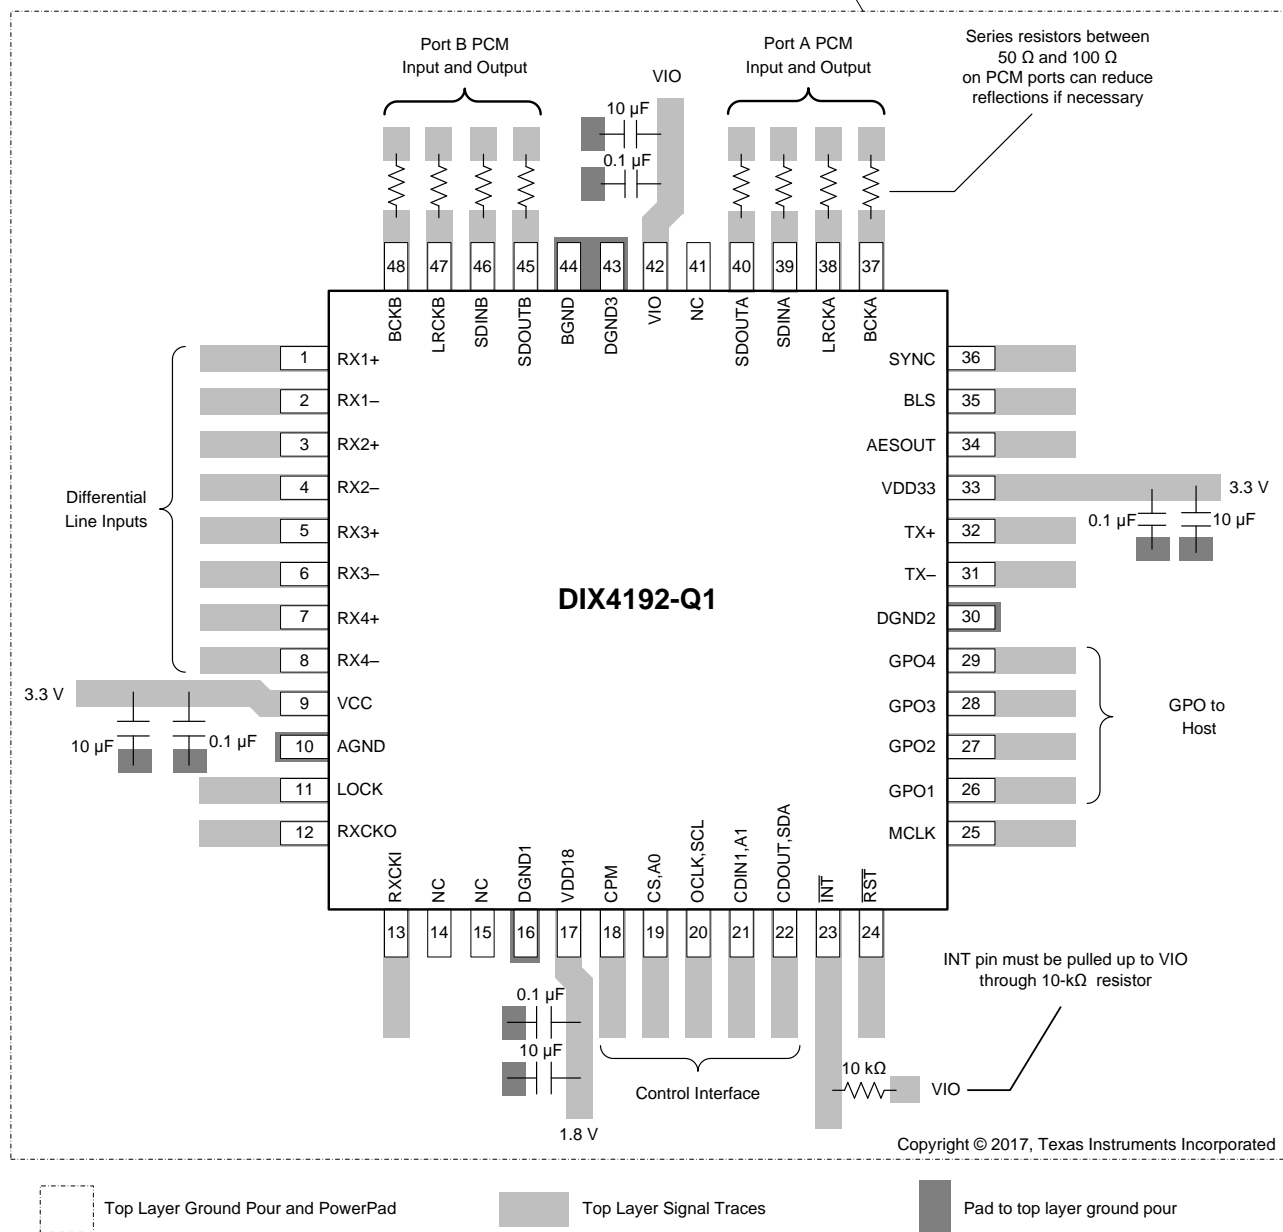 Port B PCM
Input and Output
Port A PCM
Input and Output
Series resistors between
50 Ω and 100 Ω
on PCM ports can reduce
reflections if necessary
VIO
10 µF
0.1 µF
48
47
46
45
44
43
42
41
40
39
38
37
BCKB
LRCKB
SDINB
SDOUTB
BGND
DGND3
VIO
NC
SDOUTA
SDINA
LRCKA
BCKA
Differential
Line Inputs
1 RX1+
2 RX1–
3 RX2+
4 RX2–
5 RX3+
6 RX3–
7 RX4+
8 RX4–
9 VCC
10 AGND
11 LOCK
12 RXCKO
3.3 V
10 µF
0.1 µF
DIX4192-Q1
SYNC 36
BLS 35
AESOUT 34
VDD33 33
TX+ 32
TX– 31
DGND2 30
GPO4 29
GPO3 28
GPO2 27
GPO1 26
MCLK 25
3.3 V
0.1 µF
10 µF
GPO to
Host
RXCKI
NC
NC
DGND1
VDD18
CPM
CS,A0
OCLK,SCL
CDIN1,A1
CDOUT,SDA
INT
RST
13
14
15
16
17
18
19
20
21
22
23
24
0.1 µF
10 µF
1.8 V
Control Interface
INT pin must be pulled up to VIO
through 10-kΩ resistor
10 kΩ
VIO
Copyright © 2017, Texas Instruments Incorporated
Top Layer Ground Pour and PowerPad
Top Layer Signal Traces
Pad to top layer ground pour